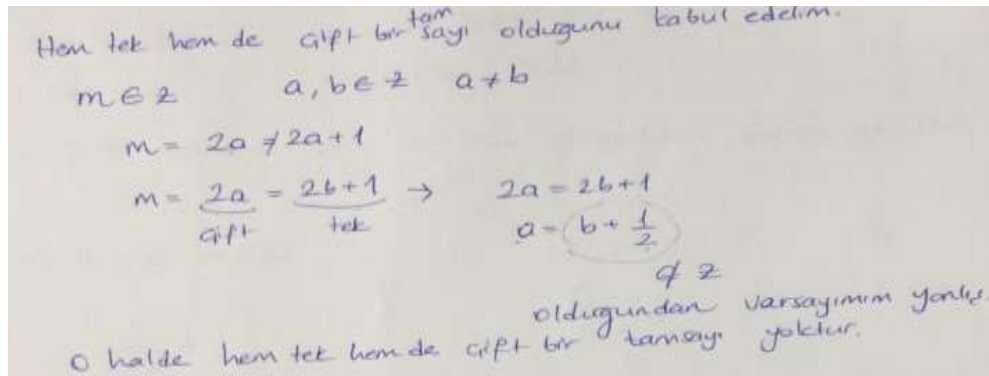 Hem tek hem de çift bir tam sayı olduğunu kabul edelim.
m ∈ Z a, b ∈ Z a ≠ b
m = 2a ≠ 2a + 1
m = 2a = 2b + 1 → 2a = 2b + 1
çift tek a = b + 1/2
∉ Z
olduğundan varsayımım yanlış.
O halde hem tek hem de çift bir tamsayı yoktur.